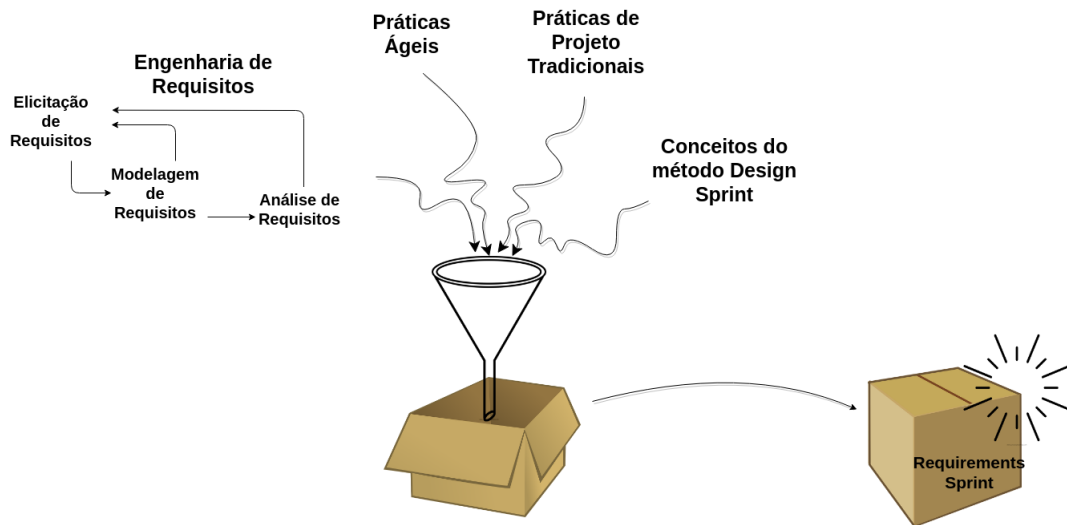 Práticas
Ágeis
Práticas de
Projeto
Tradicionais
Engenharia de
Requisitos
Elicitação
de
Requisitos
Modelagem
de
Requisitos
Análise de
Requisitos
Conceitos do
método Design
Sprint
Requirements
Sprint